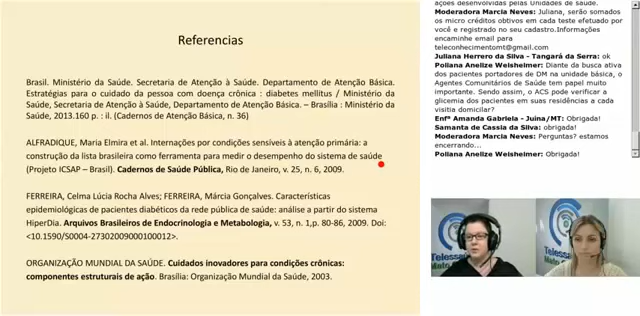 Referencias
Brasil. Ministério da Saúde. Secretaria de Atenção à Saúde. Departamento de Atenção Básica.
Estratégias para o cuidado da pessoa com doença crônica : diabetes mellitus / Ministério da
Saúde, Secretaria de Atenção à Saúde, Departamento de Atenção Básica. – Brasília : Ministério da
Saúde, 2013.160 p. : il. (Cadernos de Atenção Básica, n. 36)
ALFRADIQUE, Maria Elmira et al. Internações por condições sensíveis à atenção primária: a
construção da lista brasileira como ferramenta para medir o desempenho do sistema de saúde
(Projeto ICSAP – Brasil). Cadernos de Saúde Pública, Rio de Janeiro, v. 25, n. 6, 2009.
FERREIRA, Celma Lúcia Rocha Alves; FERREIRA, Márcia Gonçalves. Características
epidemiológicas de pacientes diabéticos da rede pública de saúde: análise a partir do sistema
HiperDia. Arquivos Brasileiros de Endocrinologia e Metabologia, v. 53, n. 1,p. 80-86, 2009. Doi:
<10.1590/S0004-27302009000100012>.
ORGANIZAÇÃO MUNDIAL DA SAÚDE. Cuidados inovadores para condições crônicas:
componentes estruturais de ação. Brasília: Organização Mundial da Saúde, 2003.
ações desenvolvidas pelas Unidades de saúde.
Moderadora Marcia Neves: Juliana, serão somados
os micro créditos obtivos em cada teste efetuado por
você e registrado no seu cadastro.Informações
encaminhe email para
teleconhecimentomt@gmail.com
Juliana Herrero da Silva - Tangará da Serra: ok
Poliana Anelize Weisheimer: Diante da busca ativa
dos pacientes portadores de DM na unidade básica, o
Agentes Comunitários de Saúde tem papel muito
importante. Sendo assim, o ACS pode verificar a
glicemia dos pacientes em suas residências a cada
visita domiciliar?
Enfª Amanda Gabriela - Juina/MT: Obrigada!
Samanta de Cassia da Silva: obrigada!
Moderadora Marcia Neves: Perguntas? estamos
encerrando...
Poliana Anelize Weisheimer: Obrigada!
Telessa
Mato G
Telessa
Mato